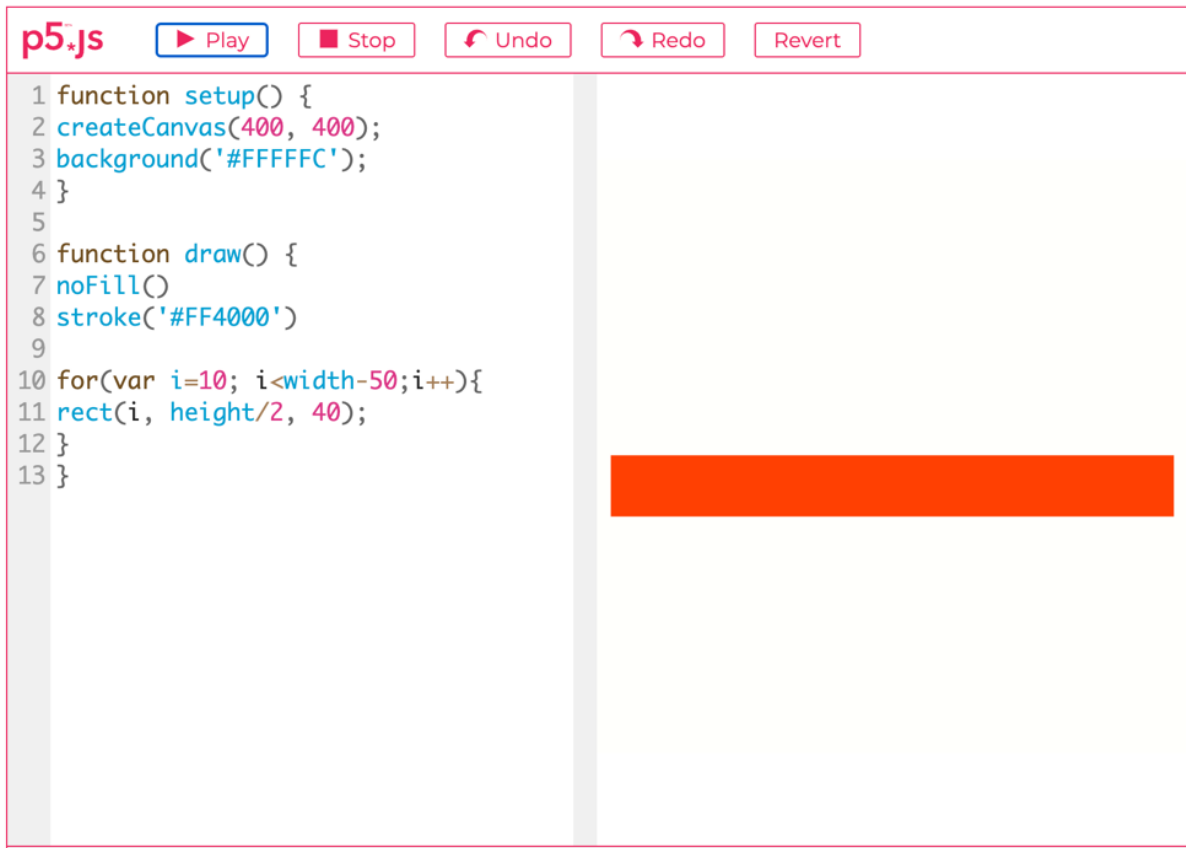 p5*JS Play Stop Undo Redo Revert
1 function setup() {
2 createCanvas(400, 400);
3 background('#FFFFFC');
4 }
5
6 function draw() {
7 noFill()
8 stroke('#FF4000')
9
10 for(var i=10; i<width-50;i++){
11 rect(i, height/2, 40);
12 }
13 }